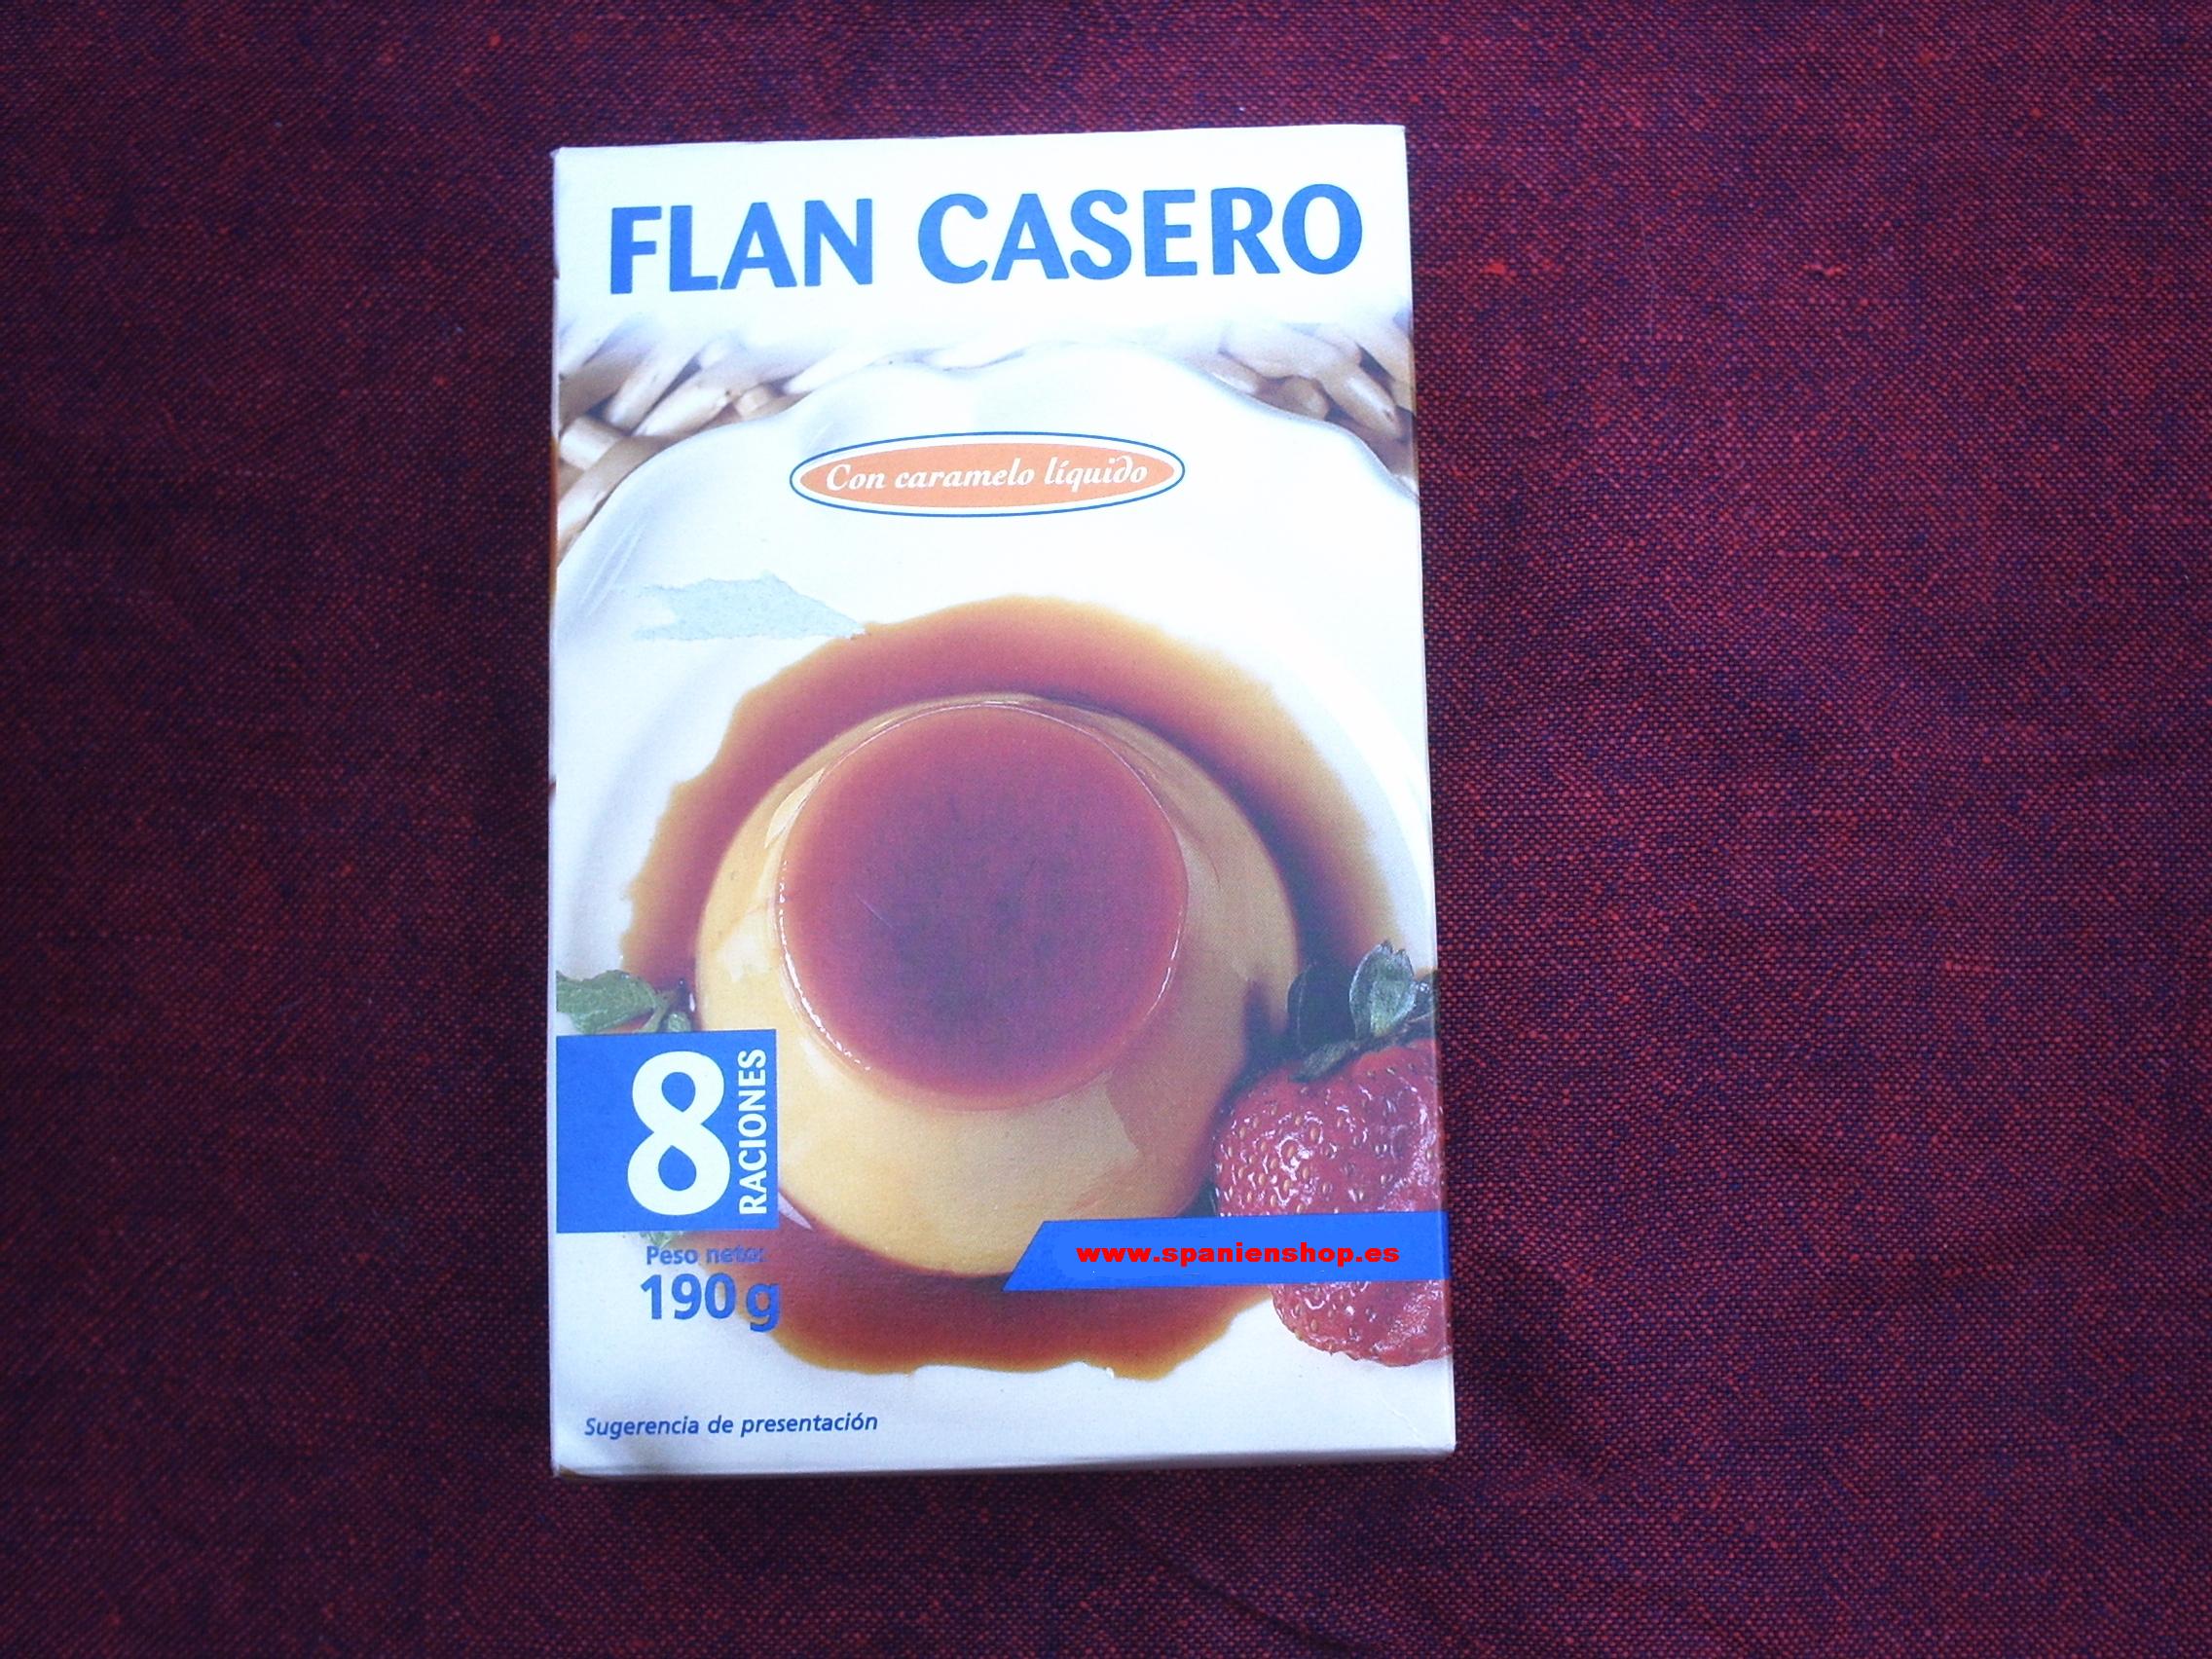 FLAN CASERO
Con caramelo líquido
8
RACIONES
Peso neto:
190 g
www.spanienshop.es
Sugerencia de presentación